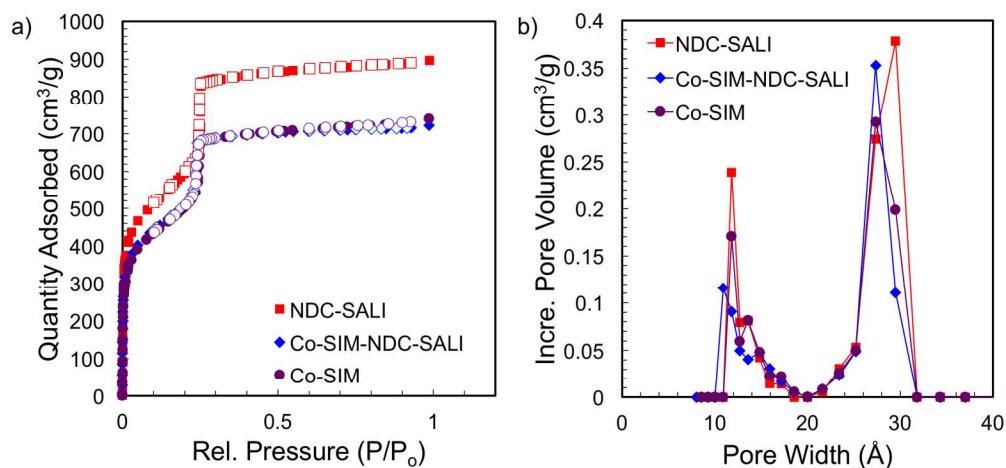 a)
Quantity Adsorbed (cm³/g)
1000
900
800
700
600
500
400
300
200
100
0
NDC-SALI
Co-SIM-NDC-SALI
Co-SIM
0
0.5
1
Rel. Pressure (P/Pₒ)
b)
Incre. Pore Volume (cm³/g)
0.4
0.35
0.3
0.25
0.2
0.15
0.1
0.05
0
NDC-SALI
Co-SIM-NDC-SALI
Co-SIM
0
10
20
30
40
Pore Width (Å)